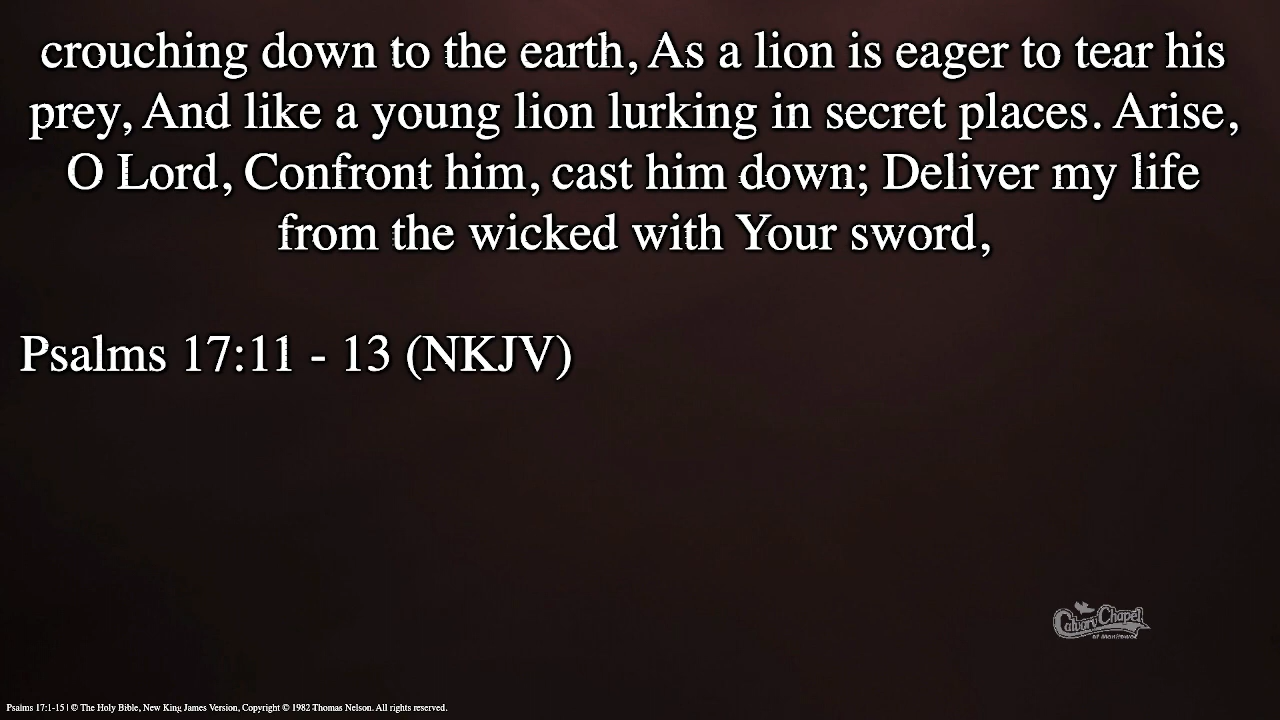 crouching down to the earth, As a lion is eager to tear his
prey, And like a young lion lurking in secret places. Arise,
O Lord, Confront him, cast him down; Deliver my life
from the wicked with Your sword,
Psalms 17:11 - 13 (NKJV)
Calvary Chapel
of Manitowoc
Psalms 17:1-15 | © The Holy Bible, New King James Version, Copyright © 1982 Thomas Nelson. All rights reserved.